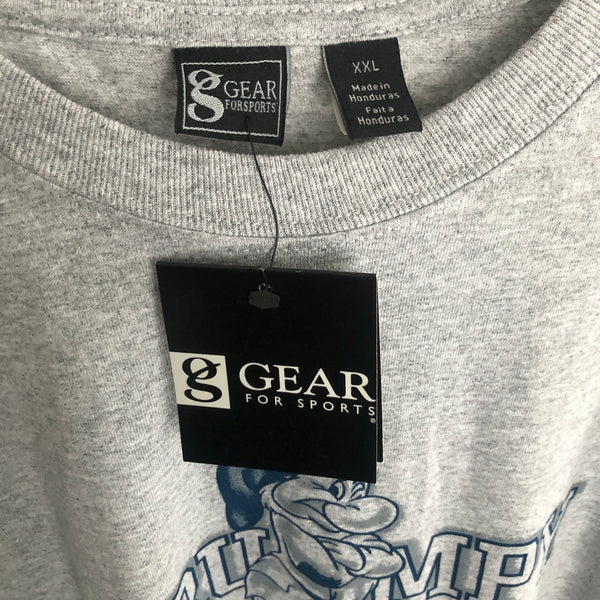 g GEAR
FORSPORTS
XXL
Made in
Honduras
Fait a
Honduras
g GEAR
FOR SPORTS®